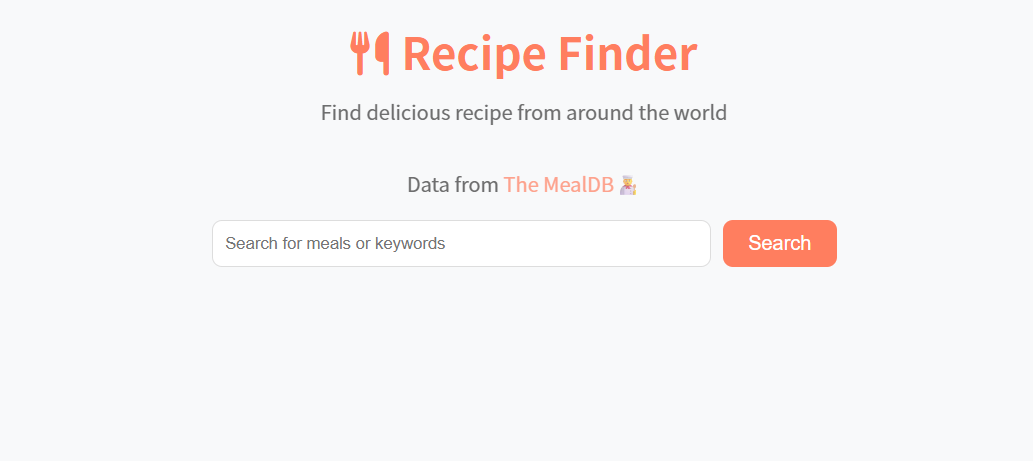 Recipe Finder
Find delicious recipe from around the world
Data from The MealDB
Search for meals or keywords
Search